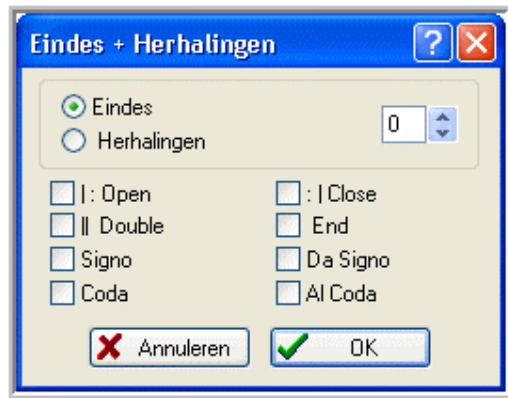 Eindes + Herhalingen
Eindes
0
Herhalingen
|: Open
:| Close
|| Double
End
Signo
Da Signo
Coda
Al Coda
Annuleren
OK